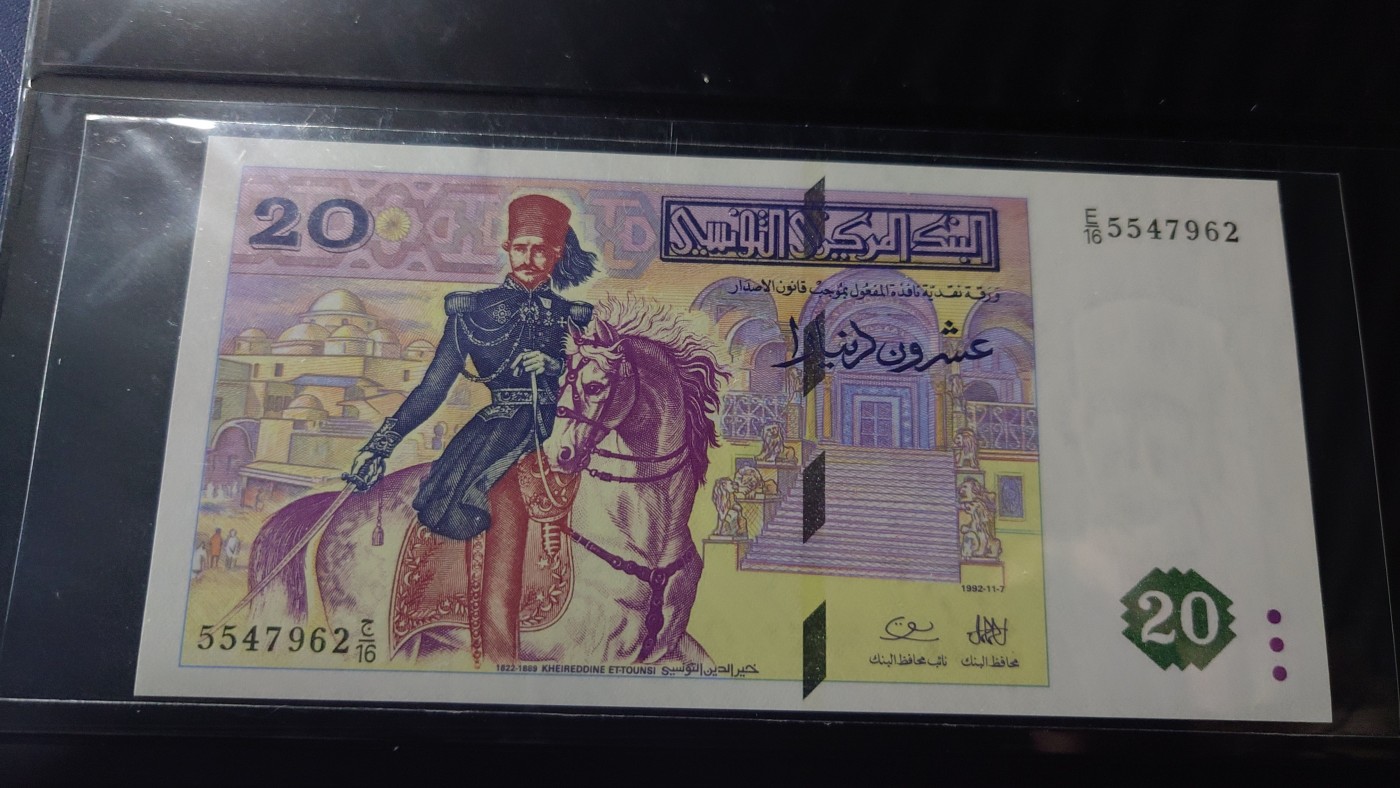 20
البنك المركزي التونسي
E/16 5547962
ورقة نقدية نافذة المفعول بموجب قانون الاصدار
عشرون دينارا
1992-11-7
محافظ البنك
نائب محافظ البنك
5547962 ج/16
1822-1889 KHEIREDDINE ET-TOUNSI خير الدين التونسي
20